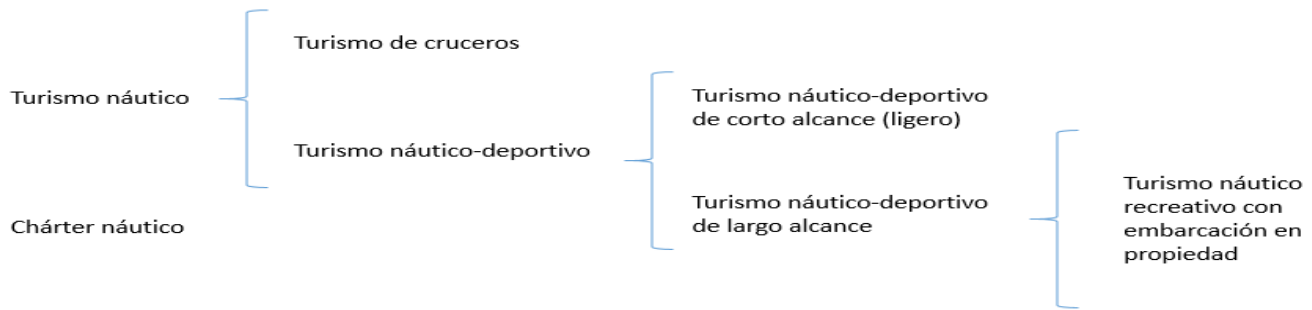 Turismo náutico
Chárter náutico
Turismo de cruceros
Turismo náutico-deportivo
Turismo náutico-deportivo
de corto alcance (ligero)
Turismo náutico-deportivo
de largo alcance
Turismo náutico
recreativo con
embarcación en
propiedad